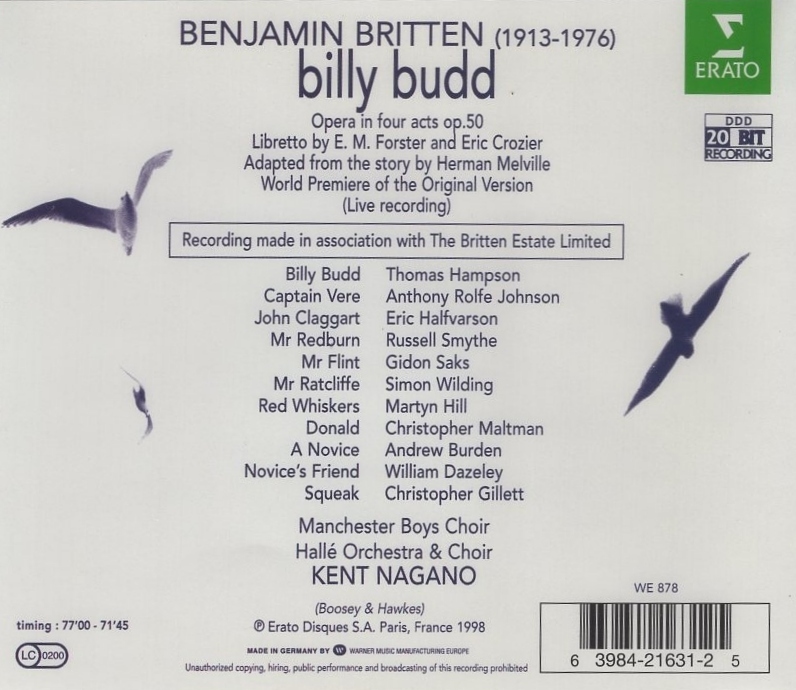 BENJAMIN BRITTEN (1913-1976)
billy budd
ERATO
Opera in four acts op.50
Libretto by E. M. Forster and Eric Crozier
Adapted from the story by Herman Melville
World Premiere of the Original Version
(Live recording)
DDD
20 BIT
RECORDING
Recording made in association with The Britten Estate Limited
Billy Budd Thomas Hampson
Captain Vere Anthony Rolfe Johnson
John Claggart Eric Halfvarson
Mr Redburn Russell Smythe
Mr Flint Gidon Saks
Mr Ratcliffe Simon Wilding
Red Whiskers Martyn Hill
Donald Christopher Maltman
A Novice Andrew Burden
Novice's Friend William Dazeley
Squeak Christopher Gillett
Manchester Boys Choir
Hallé Orchestra & Choir
KENT NAGANO
(Boosey & Hawkes)
℗ Erato Disques S.A. Paris, France 1998
MADE IN GERMANY BY WARNER MUSIC MANUFACTURING EUROPE
Unauthorized copying, hiring, public performance and broadcasting of this recording prohibited
timing : 77'00 - 71'45
LC 0200
WE 878
6 39842-1631-2 5